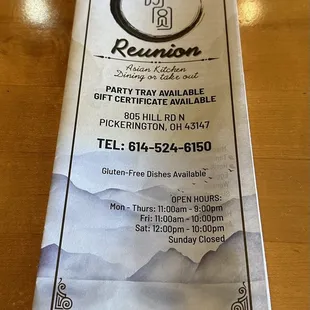 Reunion
Asian Kitchen
Dining or take out
PARTY TRAY AVAILABLE
GIFT CERTIFICATE AVAILABLE
805 HILL RD N
PICKERINGTON, OH 43147
TEL: 614-524-6150
Gluten-Free Dishes Available
OPEN HOURS:
Mon - Thurs: 11:00am - 9:00pm
Fri: 11:00am - 10:00pm
Sat: 12:00pm - 10:00pm
Sunday Closed